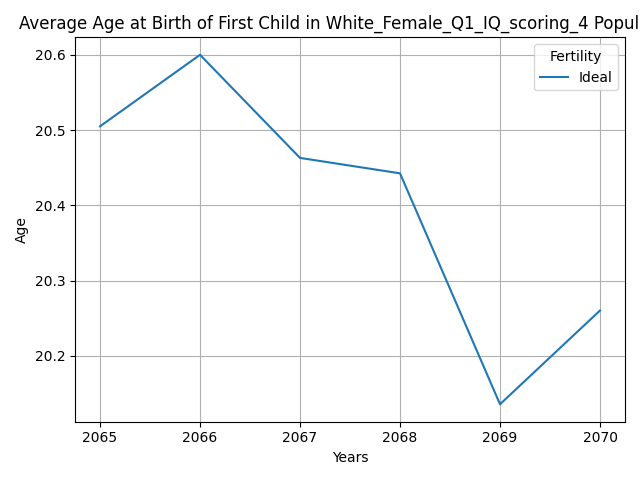 Average Age at Birth of First Child in White_Female_Q1_IQ_scoring_4 Popul
Fertility
Ideal
20.6
20.5
20.4
20.3
20.2
Age
2065 2066 2067 2068 2069 2070
Years